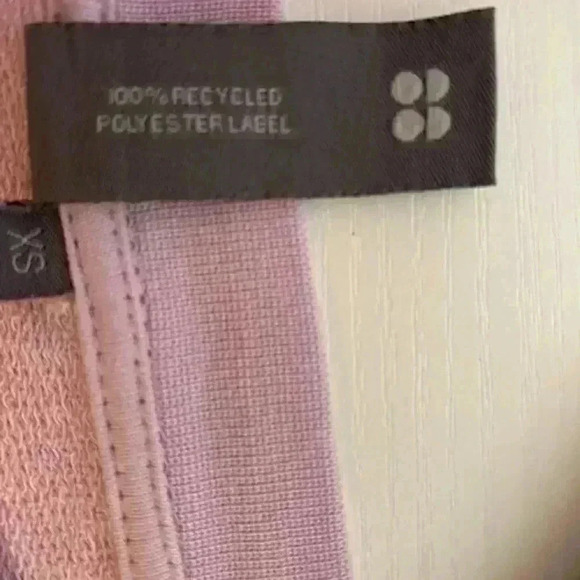 100% RECYCLED
POLYESTER LABEL
XS